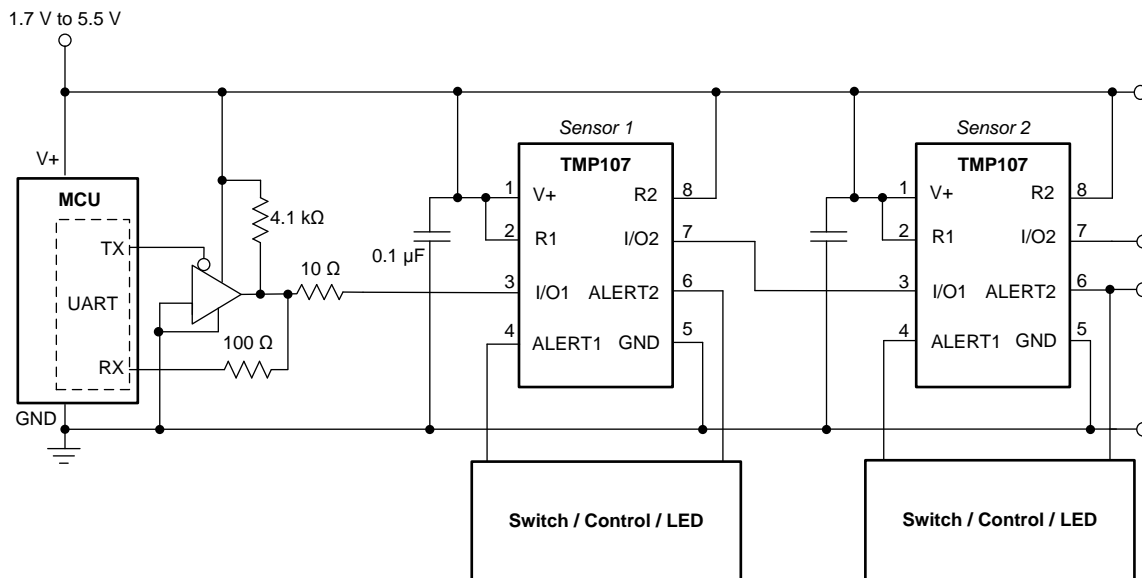 1.7 V to 5.5 V
V+
MCU
TX
UART
RX
GND
4.1 kΩ
10 Ω
100 Ω
0.1 µF
Sensor 1
TMP107
1
V+
R2
8
2
R1
I/O2
7
3
I/O1
ALERT2
6
4
ALERT1
GND
5
Switch / Control / LED
Sensor 2
TMP107
1
V+
R2
8
2
R1
I/O2
7
3
I/O1
ALERT2
6
4
ALERT1
GND
5
Switch / Control / LED